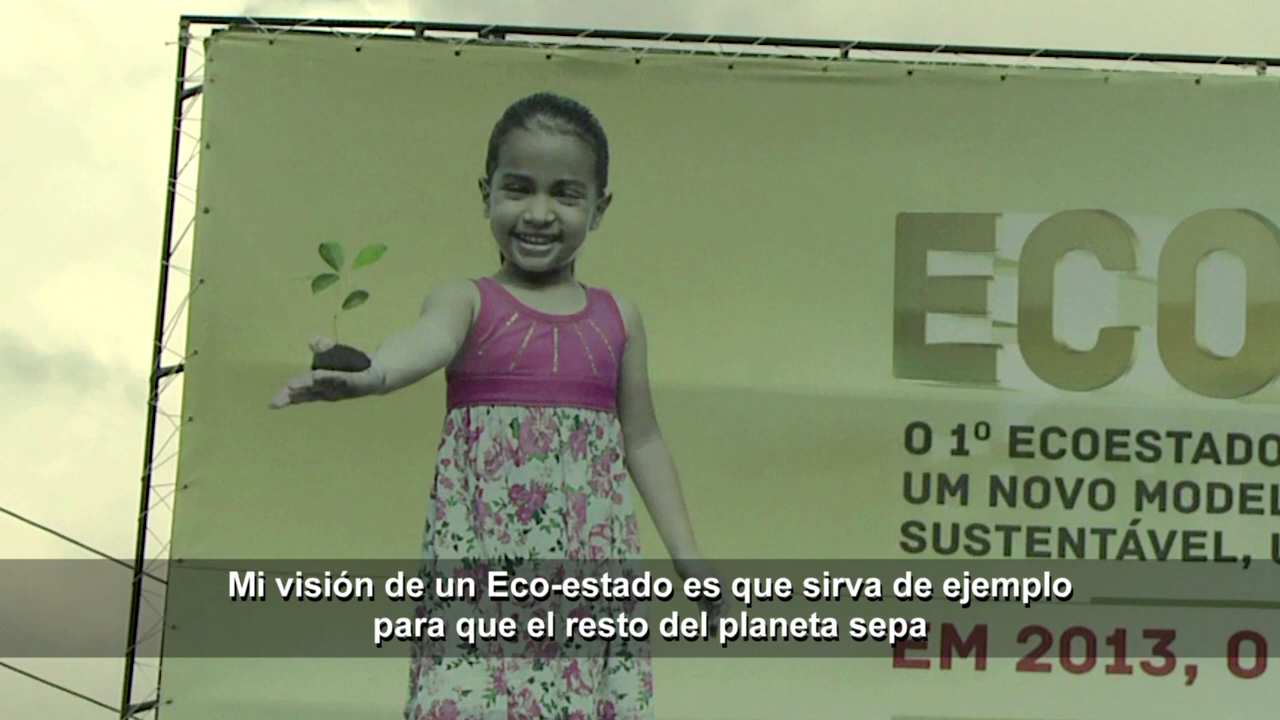 ECO
O 1º ECOESTADO
UM NOVO MODEL
SUSTENTÁVEL,
EM 2013, O
Mi visión de un Eco-estado es que sirva de ejemplo
para que el resto del planeta sepa